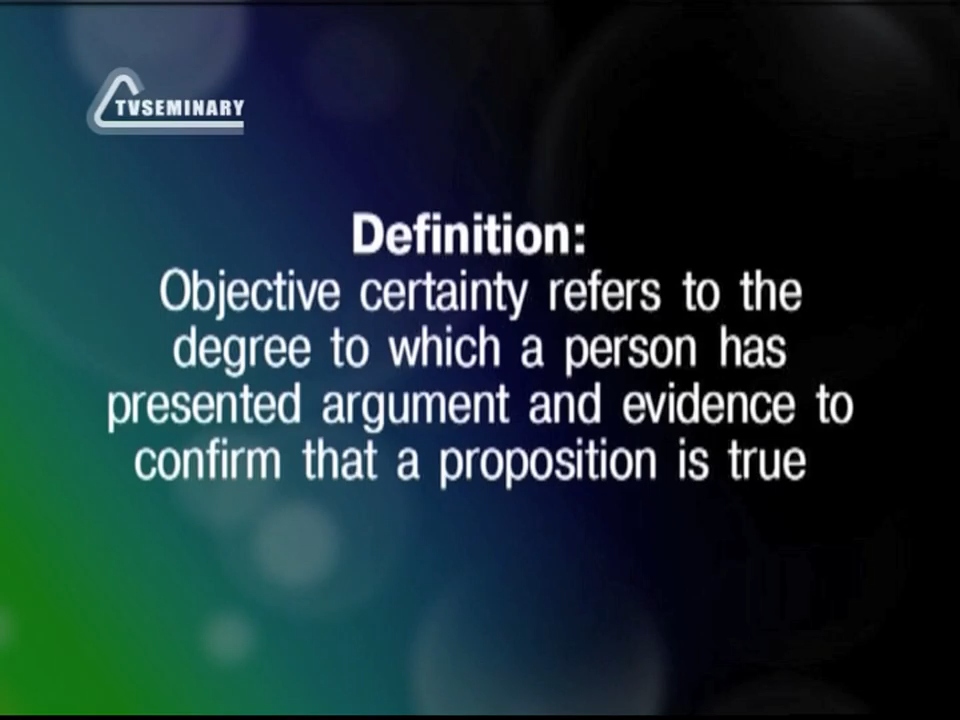 TVSEMINARY
Definition:
Objective certainty refers to the
degree to which a person has
presented argument and evidence to
confirm that a proposition is true